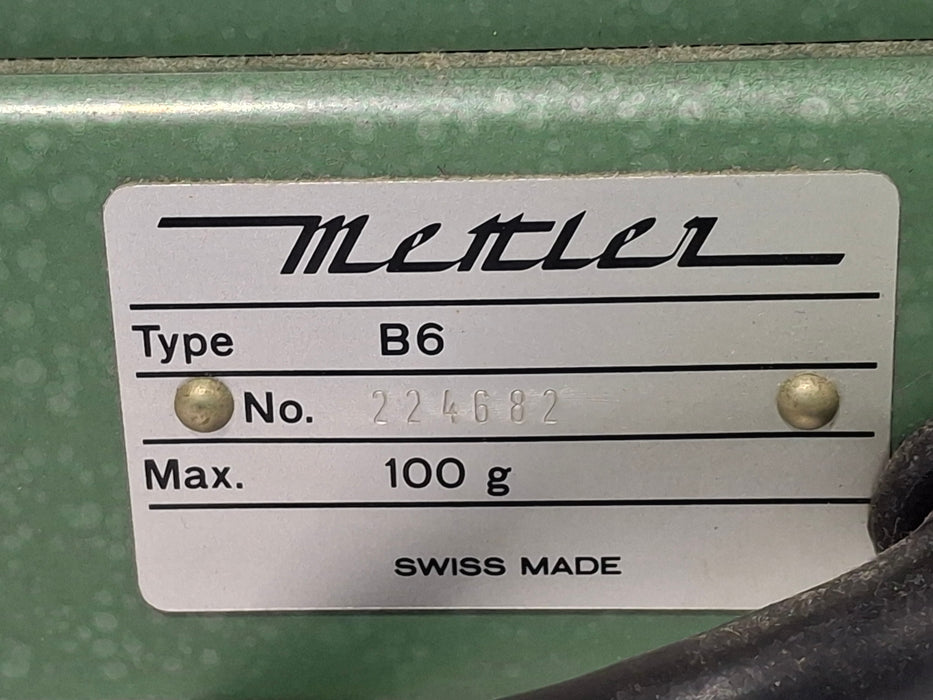 Mettler
Type B6
No. 224682
Max. 100 g
SWISS MADE